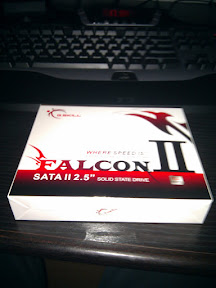 G.SKILL
WHERE SPEED IS
FALCON II
SATA II 2.5" SOLID STATE DRIVE